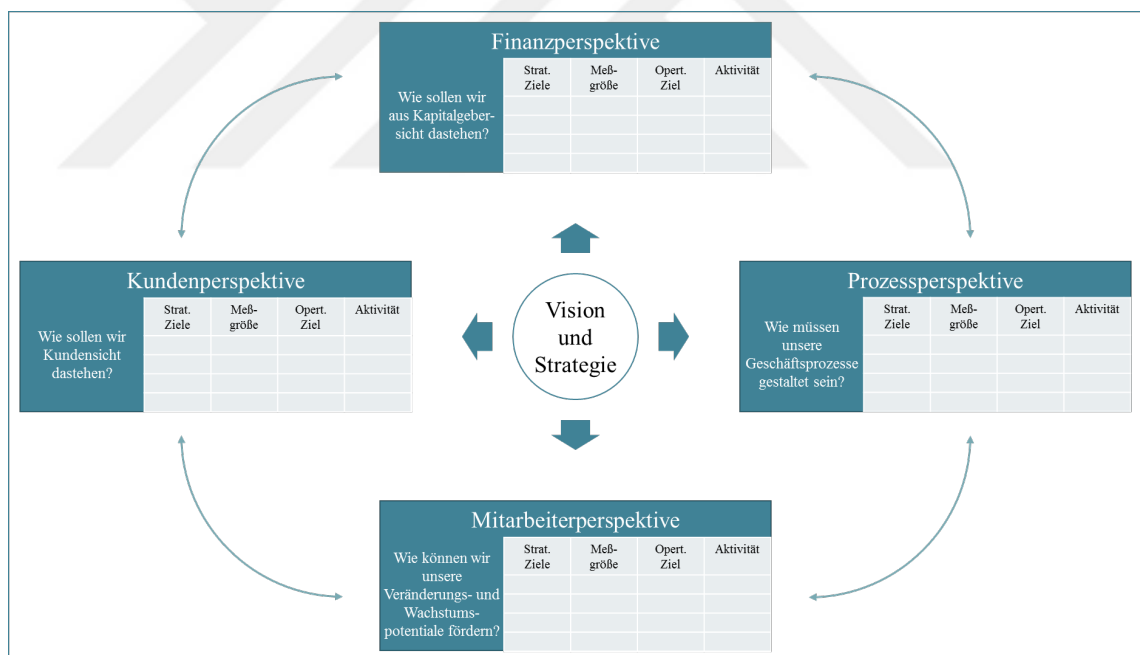 Finanzperspektive
Wie sollen wir
aus Kapitalgeber-
sicht dastehen?
Strat.
Ziele
Meß-
größe
Opert.
Ziel
Aktivität
Kundenperspektive
Wie sollen wir
Kundensicht
dastehen?
Strat.
Ziele
Meß-
größe
Opert.
Ziel
Aktivität
Vision
und
Strategie
Prozessperspektive
Wie müssen
unsere
Geschäftsprozesse
gestaltet sein?
Strat.
Ziele
Meß-
größe
Opert.
Ziel
Aktivität
Mitarbeiterperspektive
Wie können wir
unsere
Veränderungs- und
Wachstums-
potentiale fördern?
Strat.
Ziele
Meß-
größe
Opert.
Ziel
Aktivität